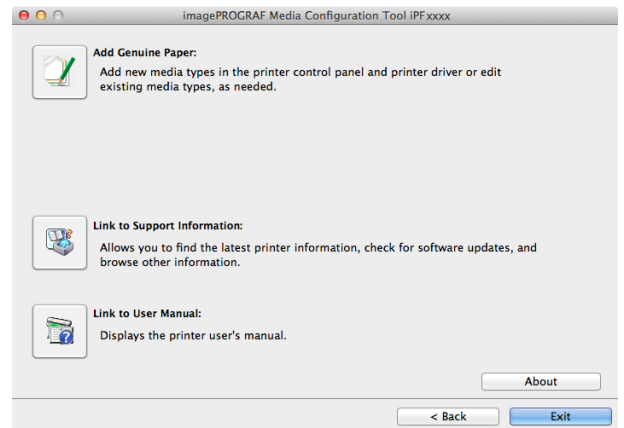 imagePROGRAF Media Configuration Tool iPFxxxx
Add Genuine Paper:
Add new media types in the printer control panel and printer driver or edit
existing media types, as needed.
Link to Support Information:
Allows you to find the latest printer information, check for software updates, and
browse other information.
Link to User Manual:
Displays the printer user's manual.
About
< Back
Exit